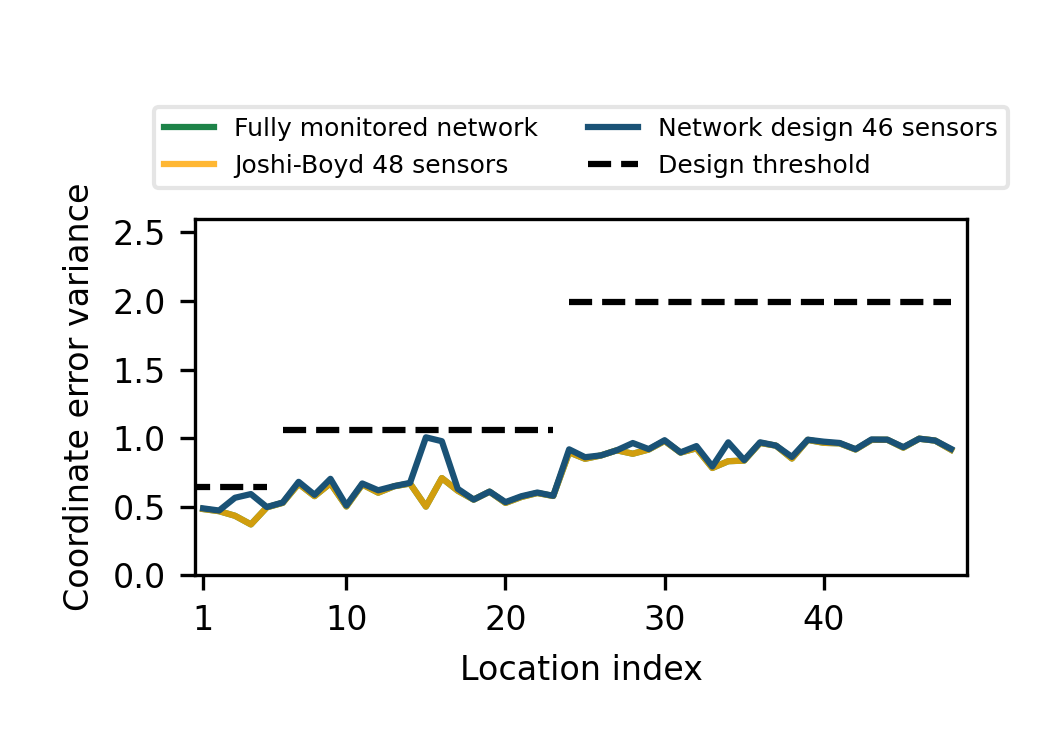 Fully monitored network
Joshi-Boyd 48 sensors
Network design 46 sensors
Design threshold
Coordinate error variance
2.5
2.0
1.5
1.0
0.5
0.0
1 10 20 30 40
Location index